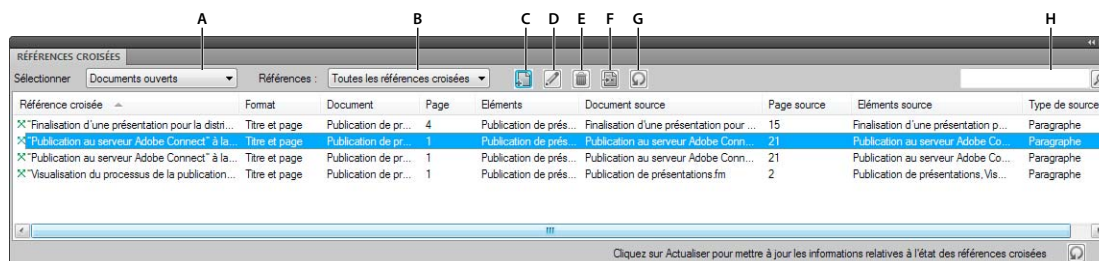 A B C D E F G H
RÉFÉRENCES CROISÉES
Sélectionner Documents ouverts Références : Toutes les références croisées
Référence croisée Format Document Page Eléments Document source Page source Eléments source Type de source
"Finalisation d'une présentation pour la distri... Titre et page Publication de pr... 4 Publication de prés... Finalisation d'une présentation pour ... 15 Finalisation d'une présentation p... Paragraphe
"Publication au serveur Adobe Connect" à la... Titre et page Publication de pr... 1 Publication de prés... Publication au serveur Adobe Conn... 21 Publication au serveur Adobe Co... Paragraphe
"Publication au serveur Adobe Connect" à la... Titre et page Publication de pr... 1 Publication de prés... Publication au serveur Adobe Conn... 21 Publication au serveur Adobe Co... Paragraphe
"Visualisation du processus de la publication... Titre et page Publication de pr... 1 Publication de prés... Publication de présentations.fm 2 Publication de présentations, Vis... Paragraphe
Cliquez sur Actualiser pour mettre à jour les informations relatives à l'état des références croisées